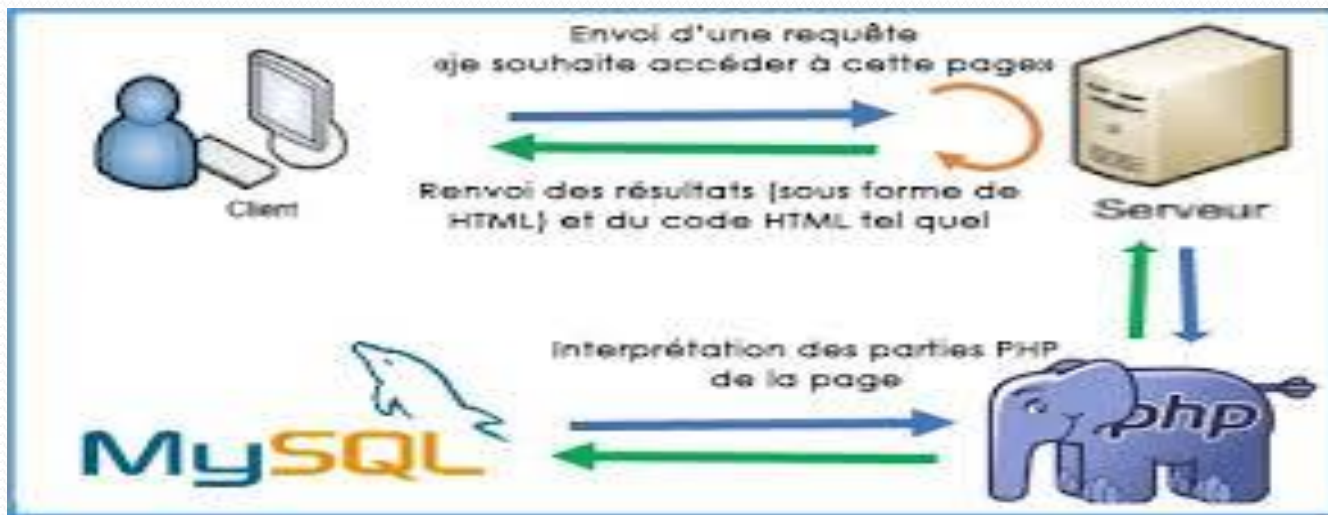 Envoi d'une requête
«je souhaite accéder à cette page»
Client
Renvoi des résultats (sous forme de
HTML) et du code HTML tel quel
Serveur
Interprétation des parties PHP
de la page
MySQL
php